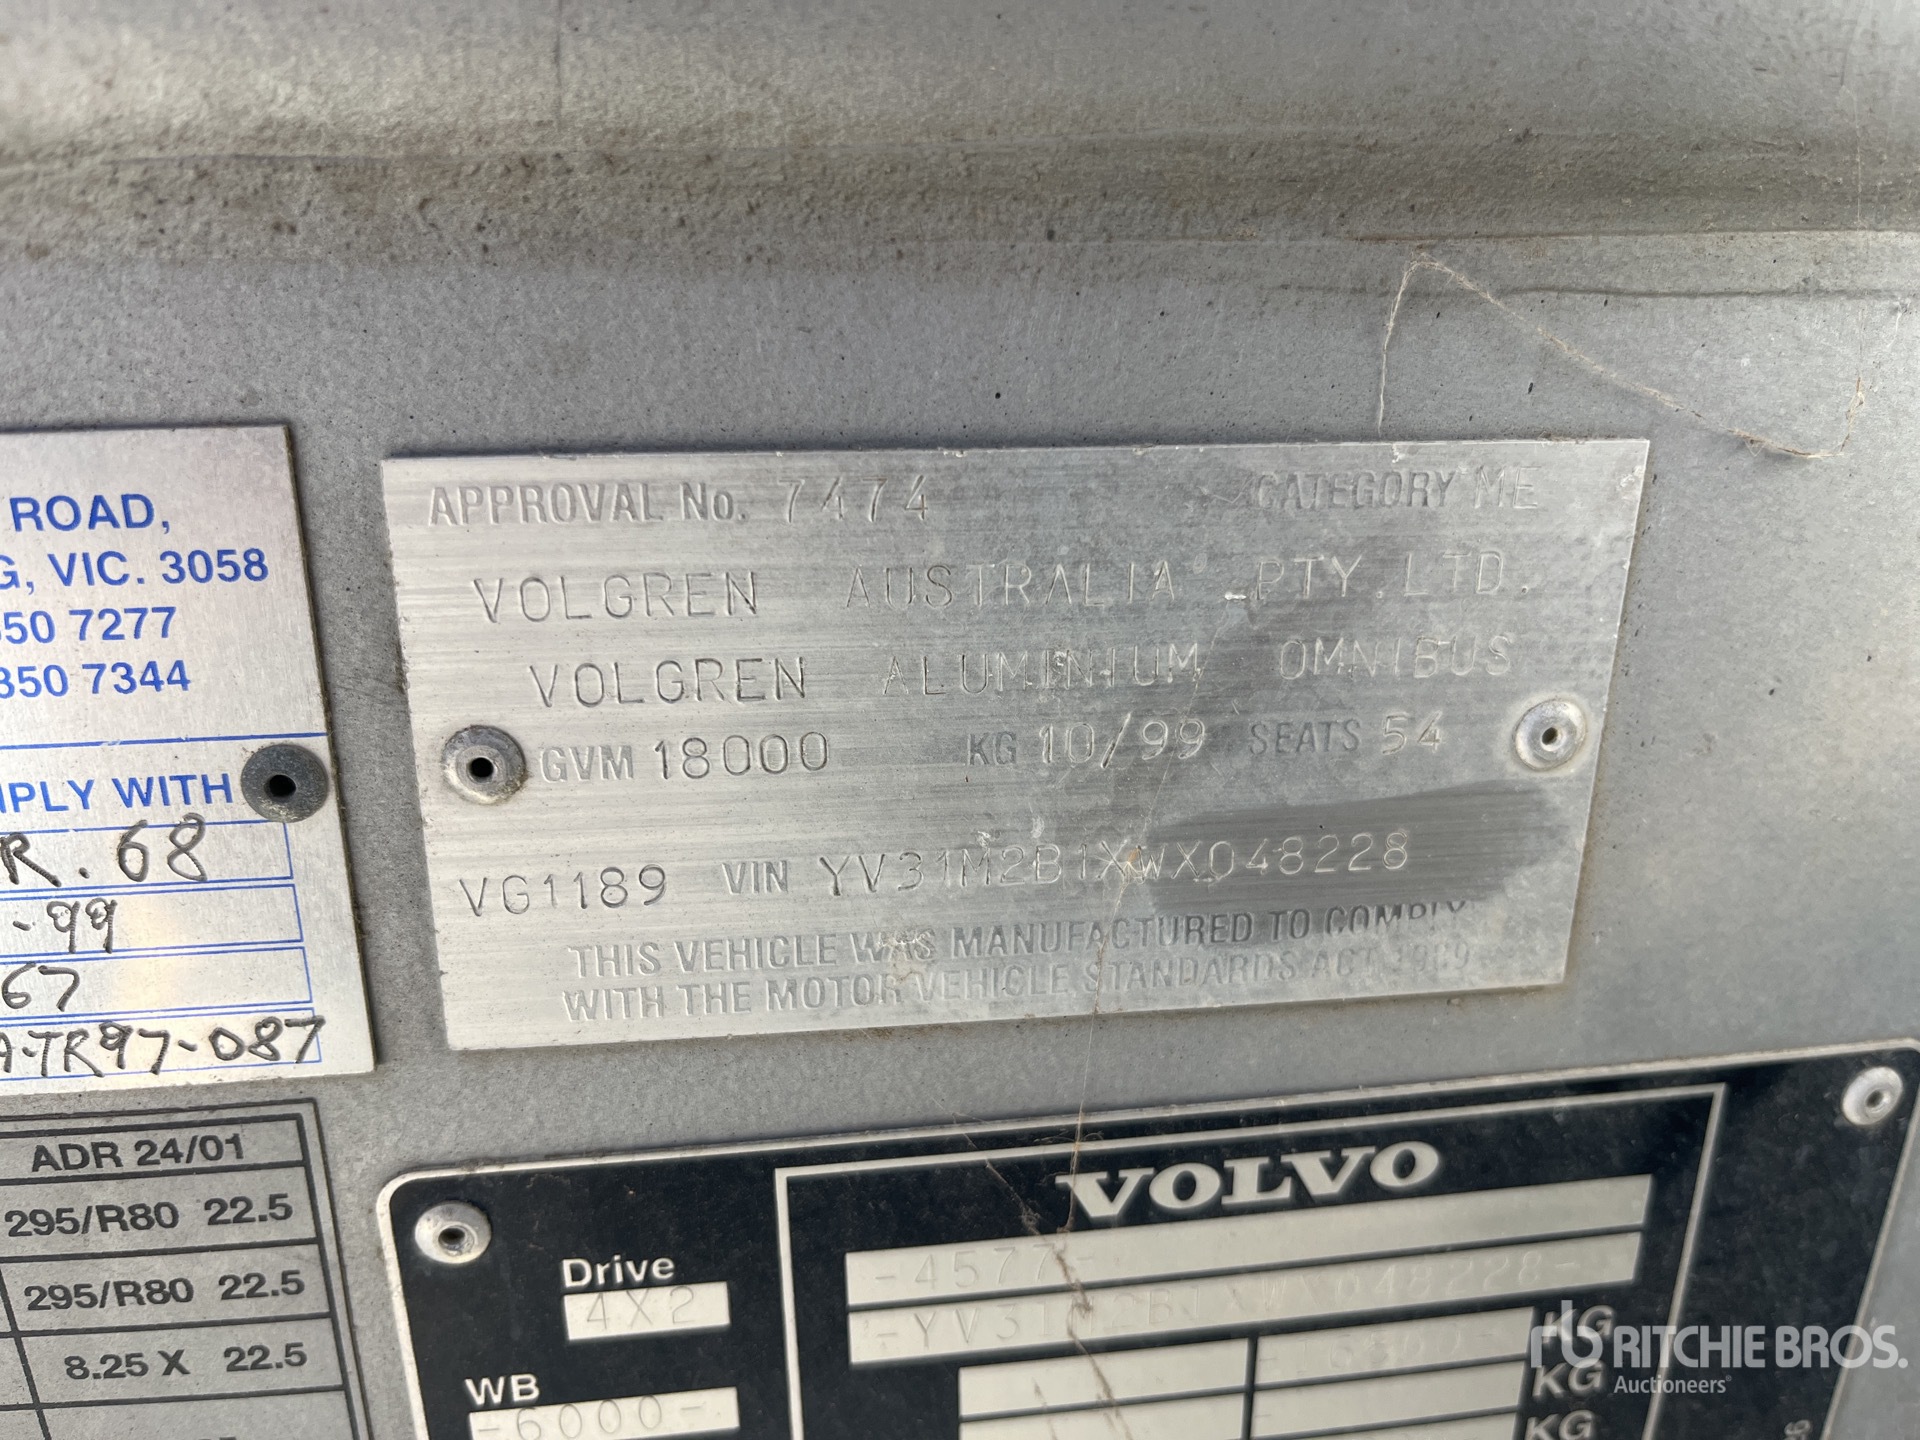 ROAD,
G, VIC. 3058
350 7277
350 7344
MPLY WITH
R. 68
-99
67
A-TR97-087
APPROVAL No. 7474 CATEGORY ME
VOLGREN AUSTRALIA PTY.LTD.
VOLGREN ALUMINIUM OMNIBUS
GVM 18000 KG 10/99 SEATS 54
VG1189 VIN YV31M2B1XWX048228
THIS VEHICLE WAS MANUFACTURED TO COMPLY
WITH THE MOTOR VEHICLE STANDARDS ACT 1989
ADR 24/01
295/R80 22.5
295/R80 22.5
8.25 X 22.5
VOLVO
Drive
4X2
-4577-
-YV31M2B1XWX048228-
WB
-6000-
KG
KG
KG
RITCHIE BROS.
Auctioneers